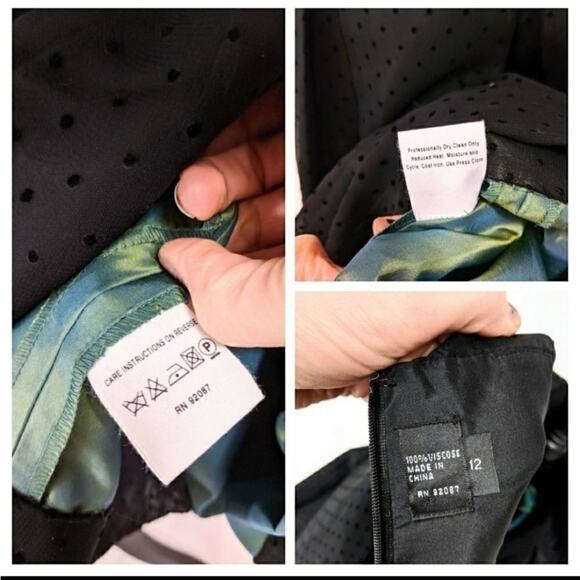 CARE INSTRUCTIONS ON REVERSE
P
RN 92087
Professionally Dry Clean Only
Reduced Heat. Moisture and
Cycle. Cool Iron. Use Press Cloth
100%VISCOSE
MADE IN
CHINA
RN 92087
12